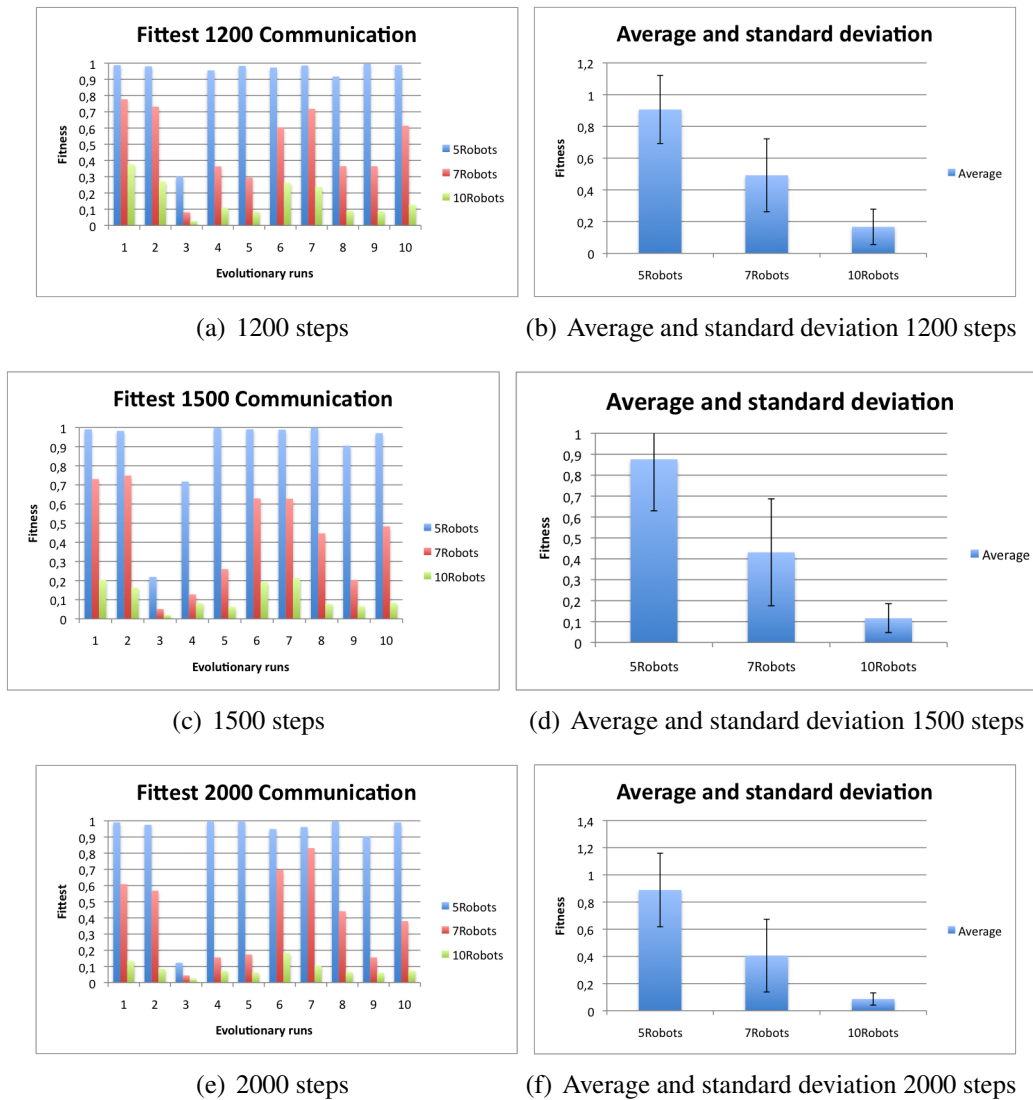 Fittest 1200 Communication
1
0,9
0,8
0,7
0,6
0,5
0,4
0,3
0,2
0,1
0
Fitness
1 2 3 4 5 6 7 8 9 10
Evolutionary runs
5Robots
7Robots
10Robots
(a) 1200 steps
Average and standard deviation
1,2
1
0,8
0,6
0,4
0,2
0
Fitness
5Robots 7Robots 10Robots
Average
(b) Average and standard deviation 1200 steps
Fittest 1500 Communication
1
0,9
0,8
0,7
0,6
0,5
0,4
0,3
0,2
0,1
0
Fitness
1 2 3 4 5 6 7 8 9 10
Evolutionary runs
5Robots
7Robots
10Robots
(c) 1500 steps
Average and standard deviation
1
0,9
0,8
0,7
0,6
0,5
0,4
0,3
0,2
0,1
0
Fitness
5Robots 7Robots 10Robots
Average
(d) Average and standard deviation 1500 steps
Fittest 2000 Communication
1
0,9
0,8
0,7
0,6
0,5
0,4
0,3
0,2
0,1
0
Fittest
1 2 3 4 5 6 7 8 9 10
Evolutionary runs
5Robots
7Robots
10Robots
(e) 2000 steps
Average and standard deviation
1,4
1,2
1
0,8
0,6
0,4
0,2
0
Fitness
5Robots 7Robots 10Robots
Average
(f) Average and standard deviation 2000 steps